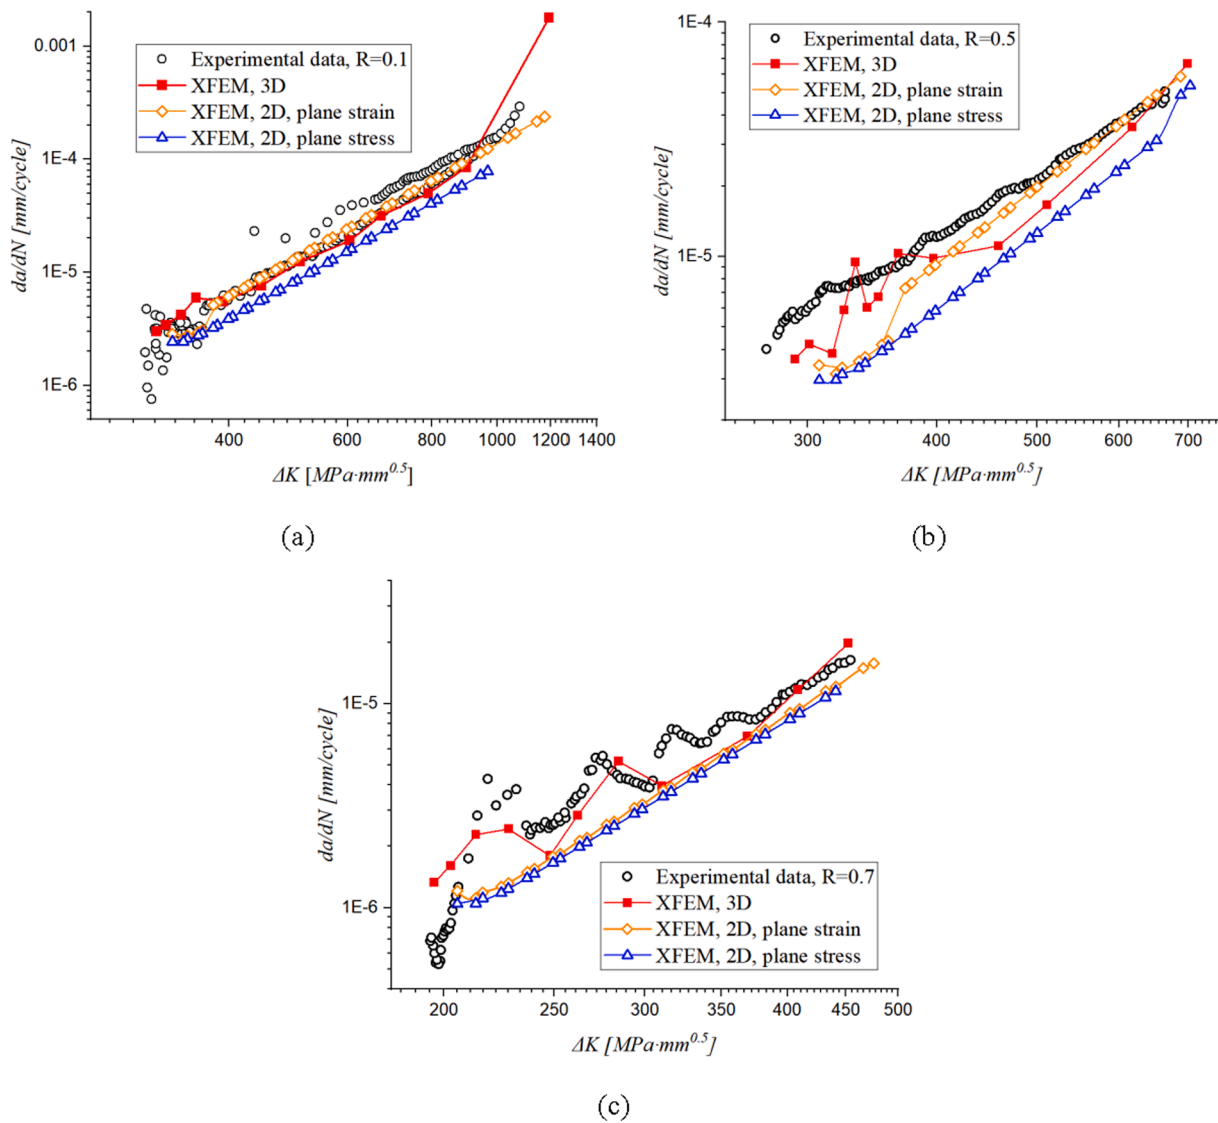 0.001
1E-4
1E-5
1E-6
da/dN [mm/cycle]
Experimental data, R=0.1
XFEM, 3D
XFEM, 2D, plane strain
XFEM, 2D, plane stress
400 600 800 1000 1200 1400
ΔK [MPa·mm^0.5]
(a)
1E-4
1E-5
da/dN [mm/cycle]
Experimental data, R=0.5
XFEM, 3D
XFEM, 2D, plane strain
XFEM, 2D, plane stress
300 400 500 600 700
ΔK [MPa·mm^0.5]
(b)
1E-5
1E-6
da/dN [mm/cycle]
Experimental data, R=0.7
XFEM, 3D
XFEM, 2D, plane strain
XFEM, 2D, plane stress
200 250 300 350 400 450 500
ΔK [MPa·mm^0.5]
(c)